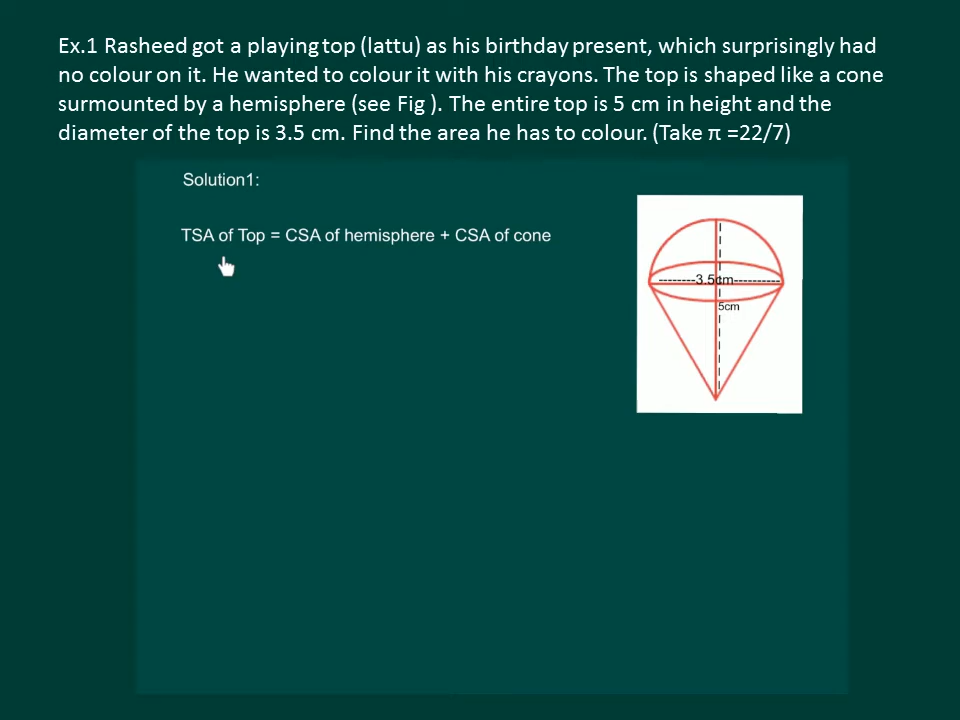 Ex.1 Rasheed got a playing top (lattu) as his birthday present, which surprisingly had
no colour on it. He wanted to colour it with his crayons. The top is shaped like a cone
surmounted by a hemisphere (see Fig ). The entire top is 5 cm in height and the
diameter of the top is 3.5 cm. Find the area he has to colour. (Take π =22/7)
Solution1:
TSA of Top = CSA of hemisphere + CSA of cone
3.5cm
5cm